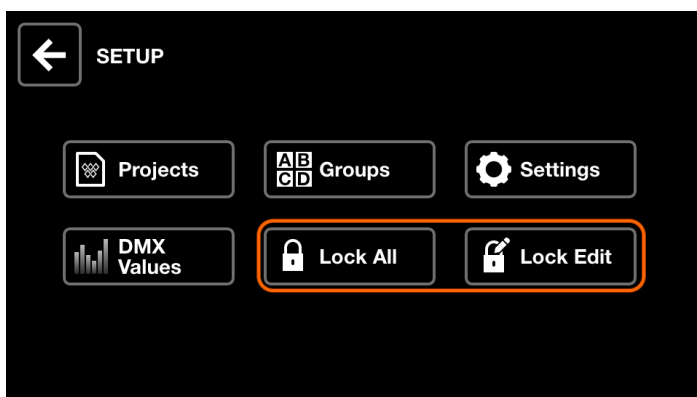 SETUP
Projects
AB
CD
Groups
Settings
DMX
Values
Lock All
Lock Edit